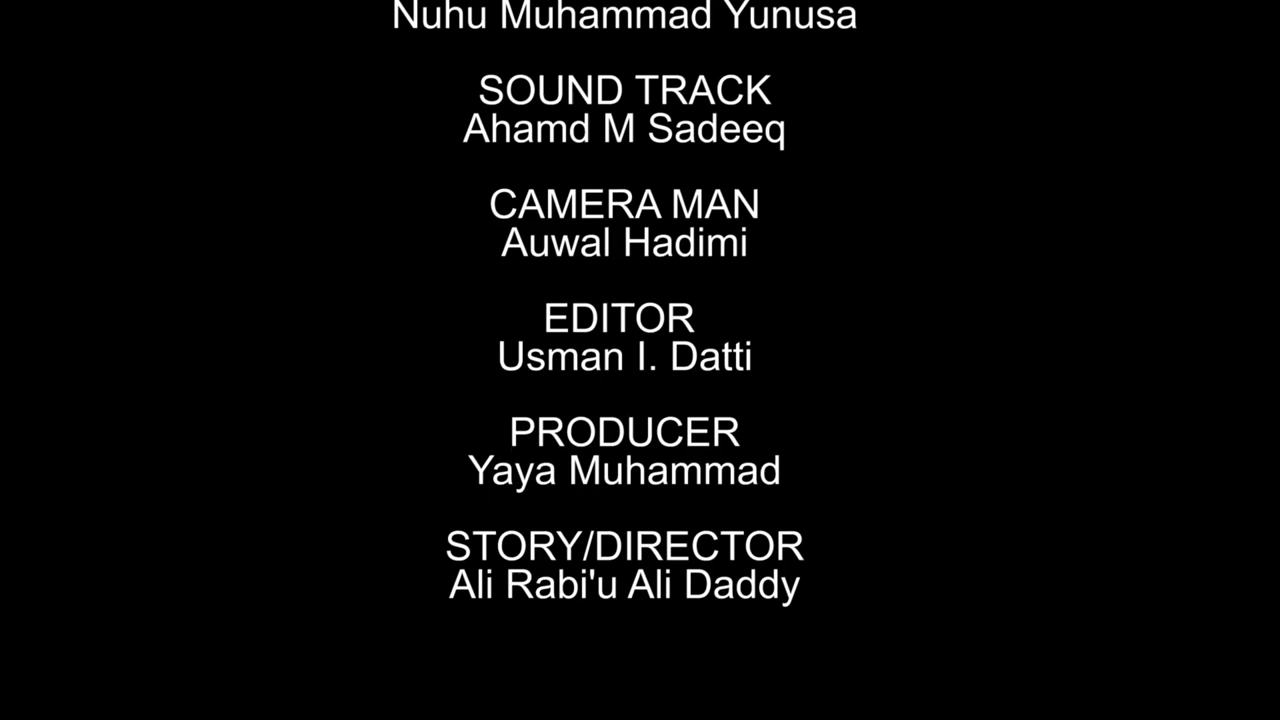 Nuhu Muhammad Yunusa
SOUND TRACK
Ahamd M Sadeeq
CAMERA MAN
Auwal Hadimi
EDITOR
Usman I. Datti
PRODUCER
Yaya Muhammad
STORY/DIRECTOR
Ali Rabi'u Ali Daddy